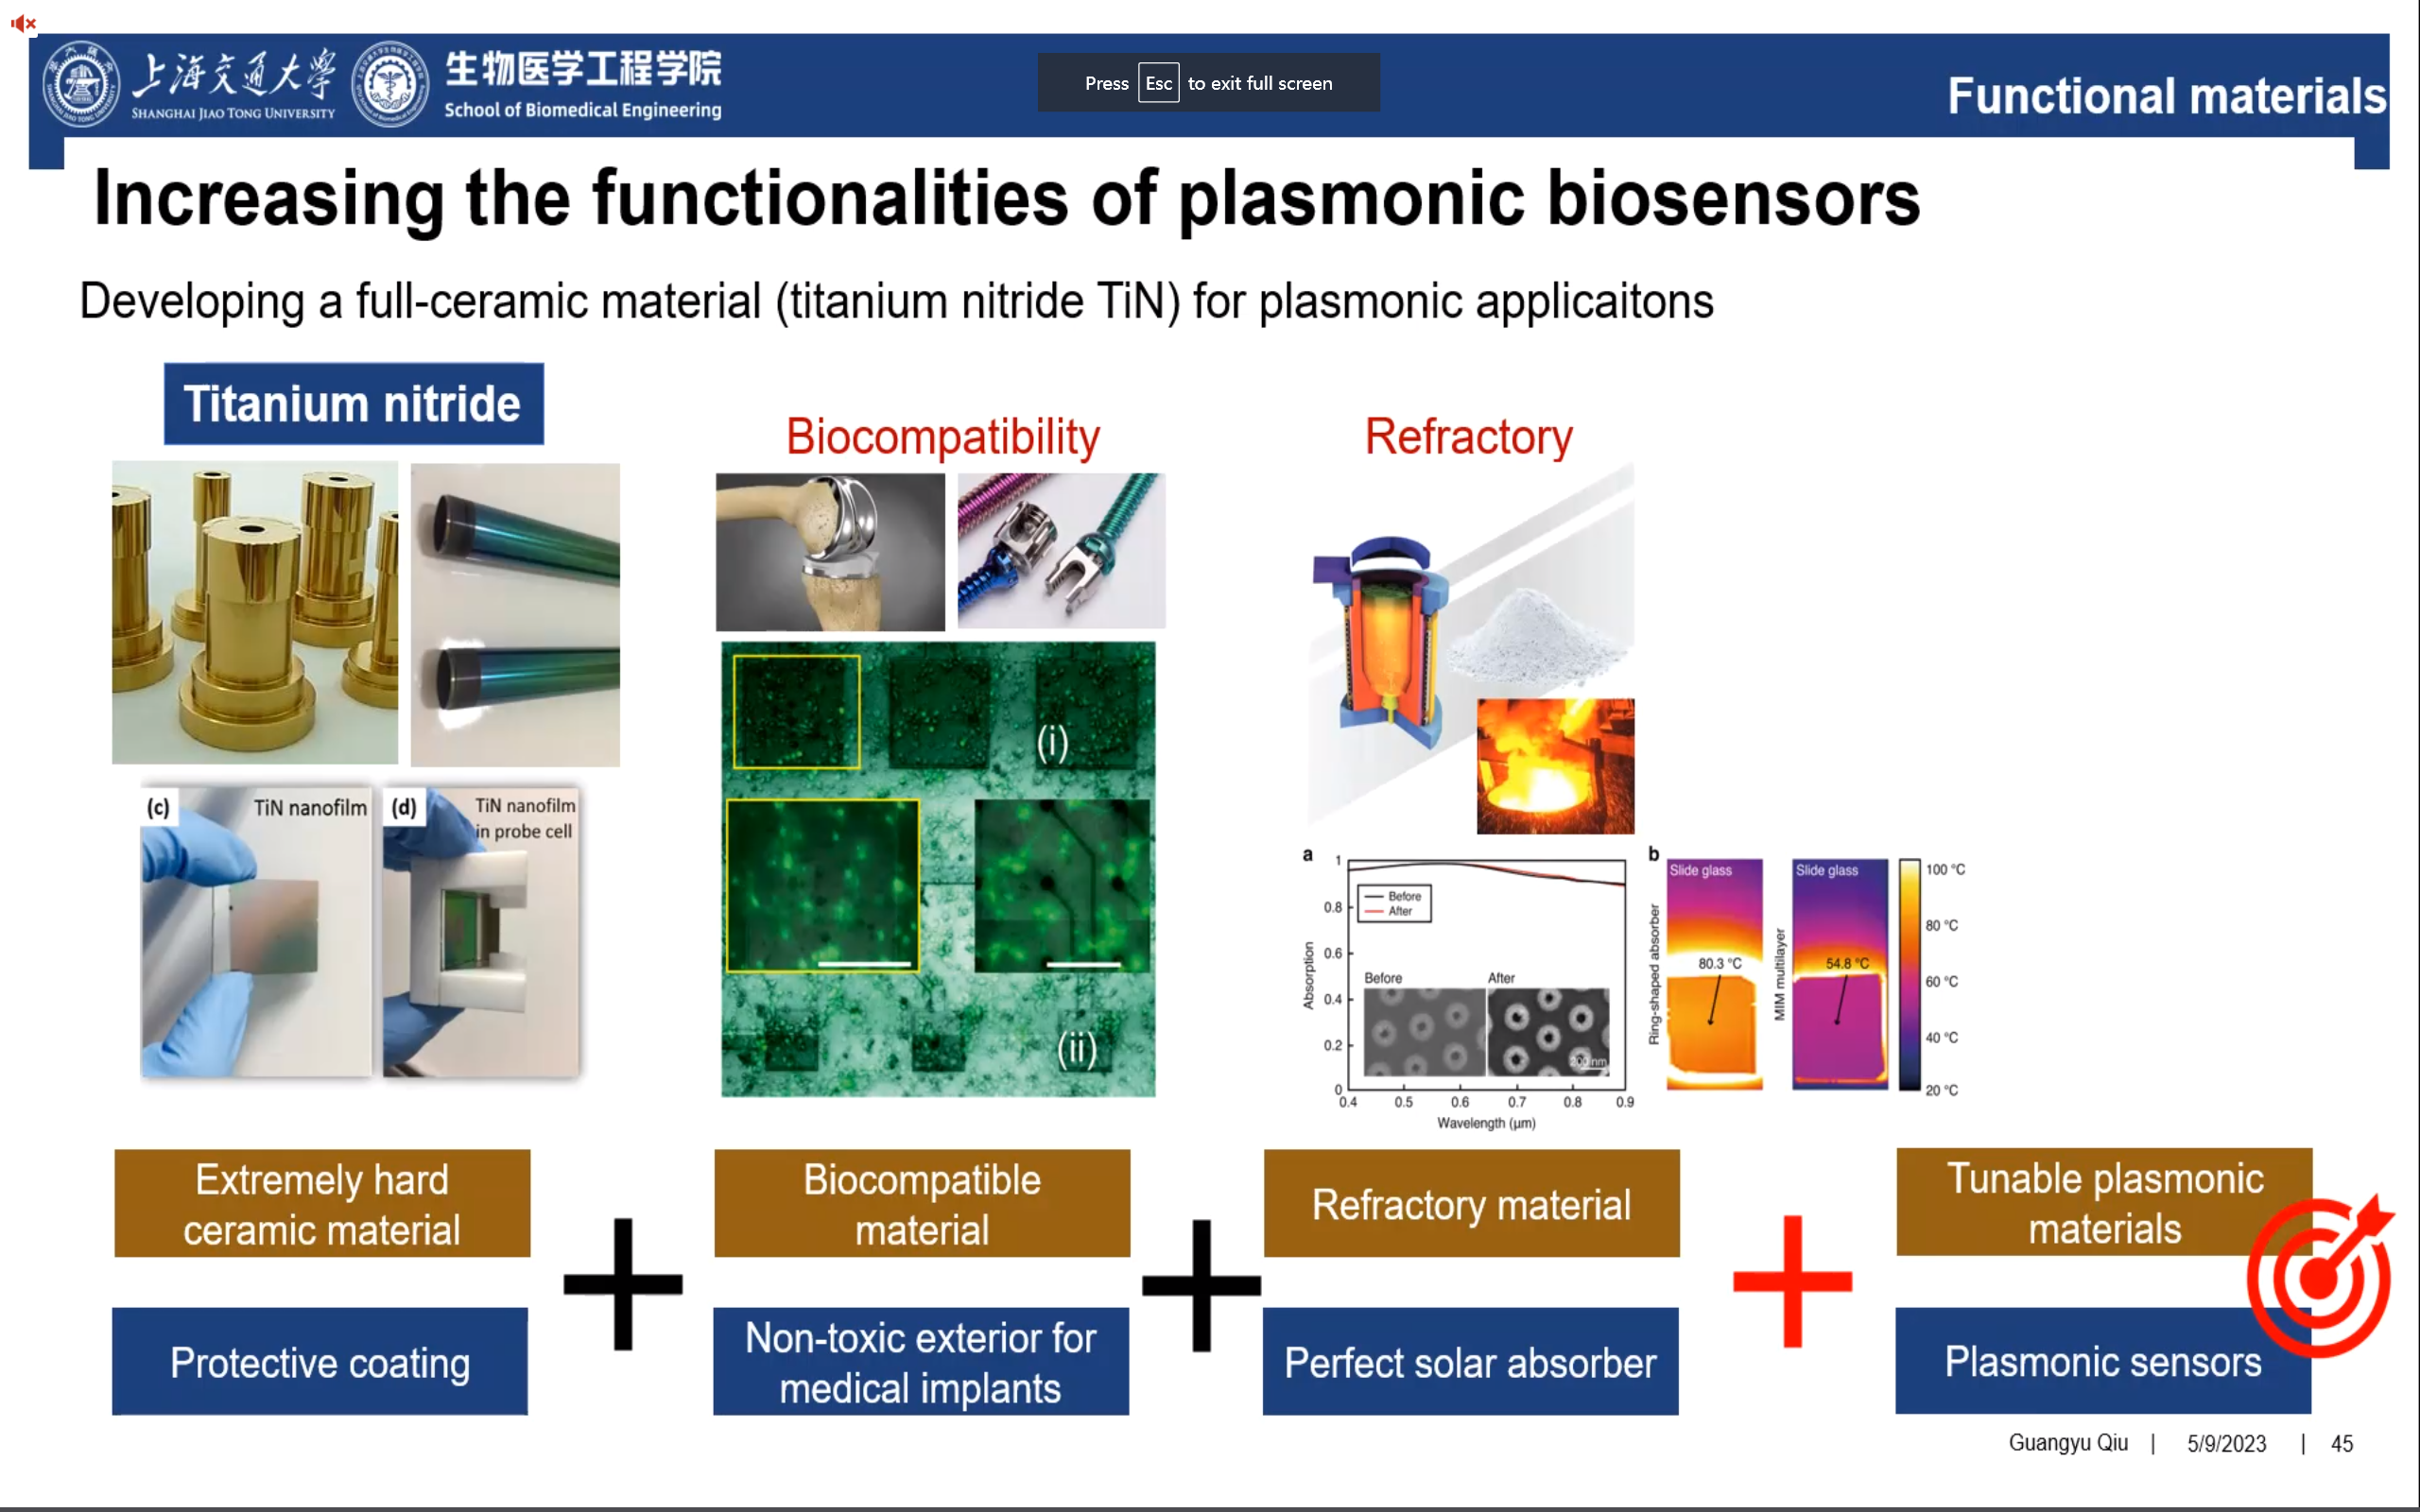 上海交通大学
SHANGHAI JIAO TONG UNIVERSITY
生物医学工程学院
School of Biomedical Engineering
Press Esc to exit full screen
Functional materials
Increasing the functionalities of plasmonic biosensors
Developing a full-ceramic material (titanium nitride TiN) for plasmonic applicaitons
Titanium nitride
(c) TiN nanofilm
(d) TiN nanofilm
in probe cell
Biocompatibility
(i)
(ii)
Refractory
a
1
0.8
0.6
0.4
0.2
0
Absorption
Before
After
Before
After
200 nm
0.4 0.5 0.6 0.7 0.8 0.9
Wavelength (µm)
b
Ring-shaped absorber
Slide glass
80.3 °C
MIM multilayer
Slide glass
54.8 °C
100 °C
80 °C
60 °C
40 °C
20 °C
Extremely hard
ceramic material
Protective coating
Biocompatible
material
Non-toxic exterior for
medical implants
Refractory material
Perfect solar absorber
Tunable plasmonic
materials
Plasmonic sensors
Guangyu Qiu | 5/9/2023 | 45